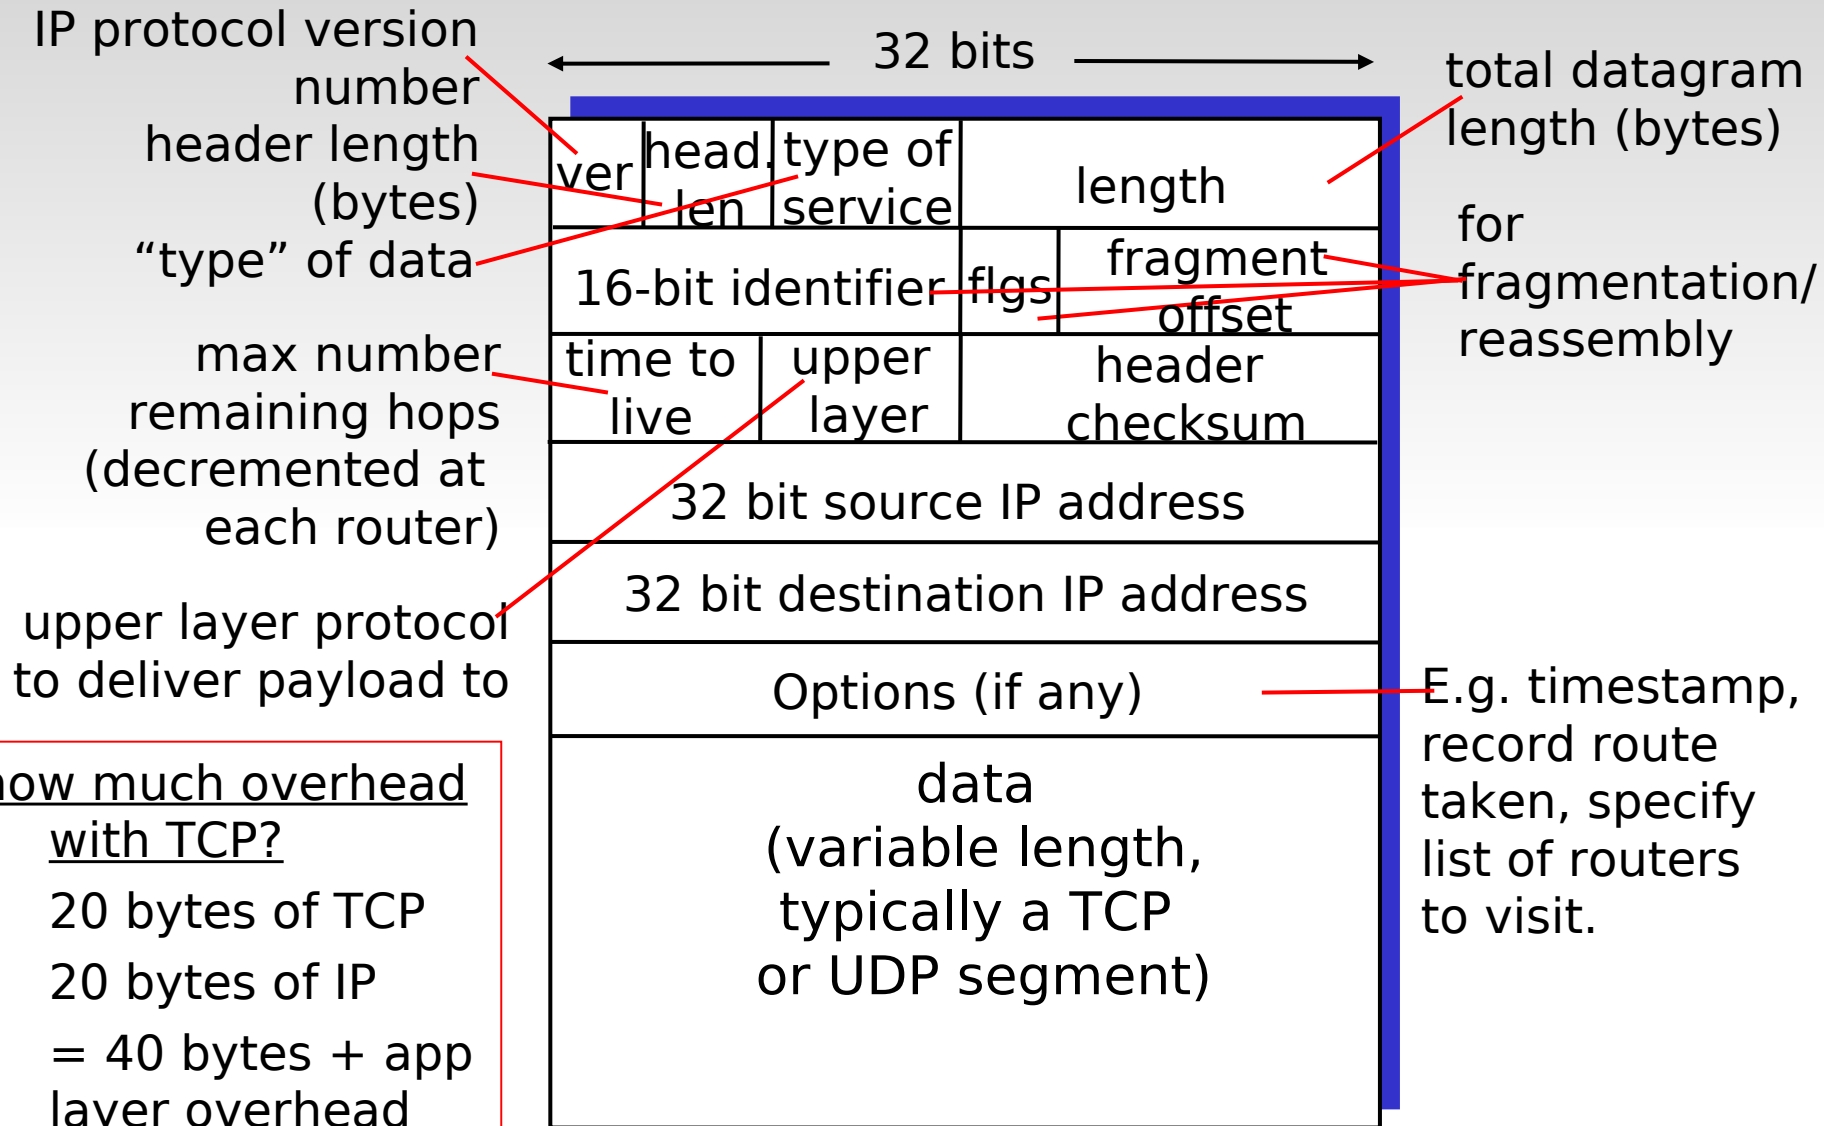 IP protocol version
number
header length
(bytes)
“type” of data
max number
remaining hops
(decremented at
each router)
upper layer protocol
to deliver payload to
how much overhead
with TCP?
20 bytes of TCP
20 bytes of IP
= 40 bytes + app
layer overhead
32 bits
ver
head.
len
type of
service
length
16-bit identifier
flgs
fragment
offset
time to
live
upper
layer
header
checksum
32 bit source IP address
32 bit destination IP address
Options (if any)
data
(variable length,
typically a TCP
or UDP segment)
total datagram
length (bytes)
for
fragmentation/
reassembly
E.g. timestamp,
record route
taken, specify
list of routers
to visit.